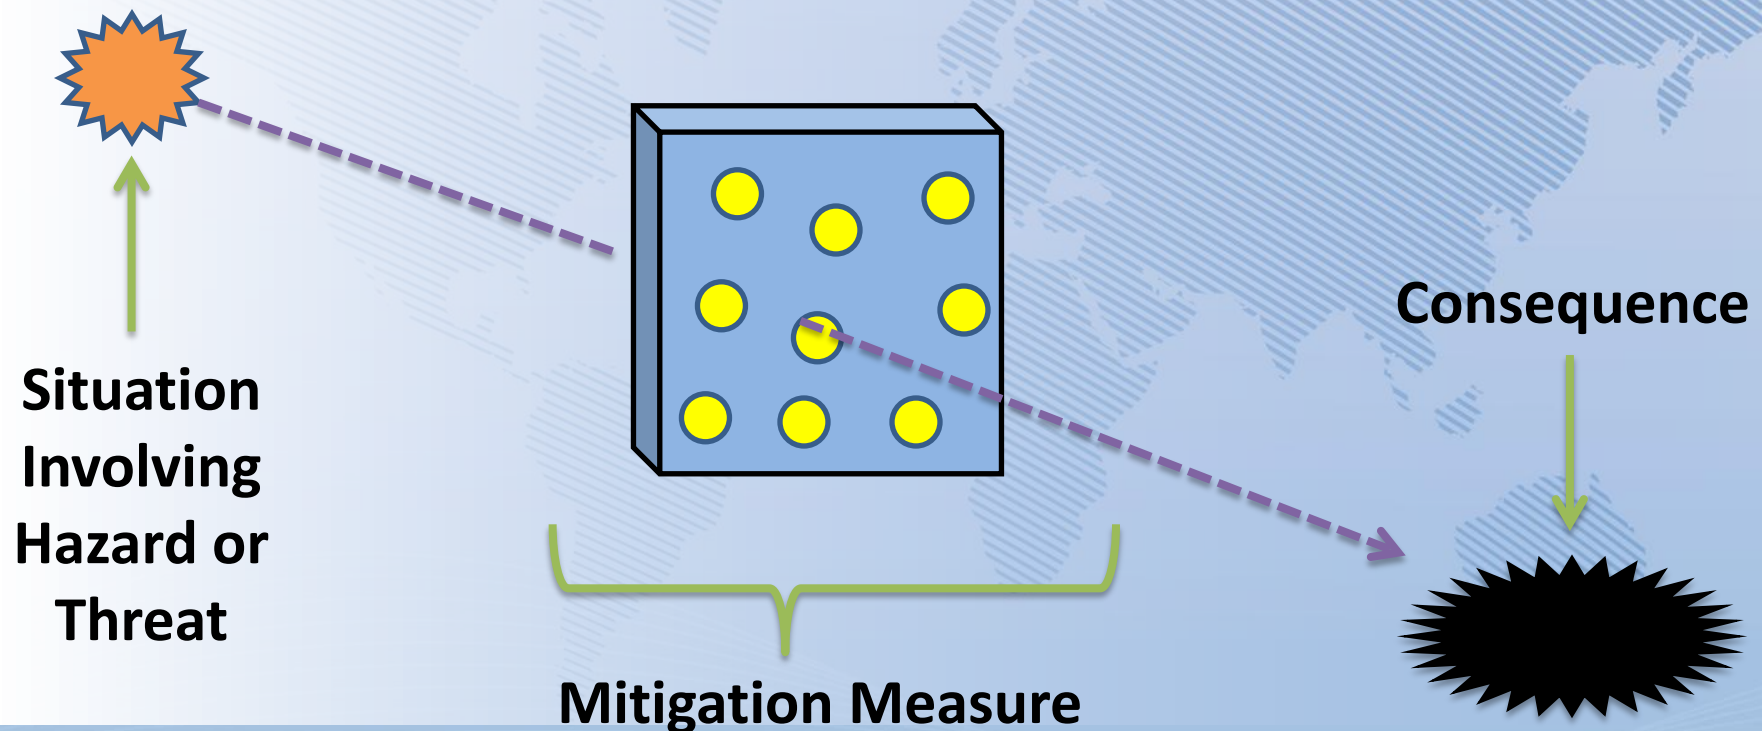 Situation
Involving
Hazard or
Threat
Mitigation Measure
Consequence